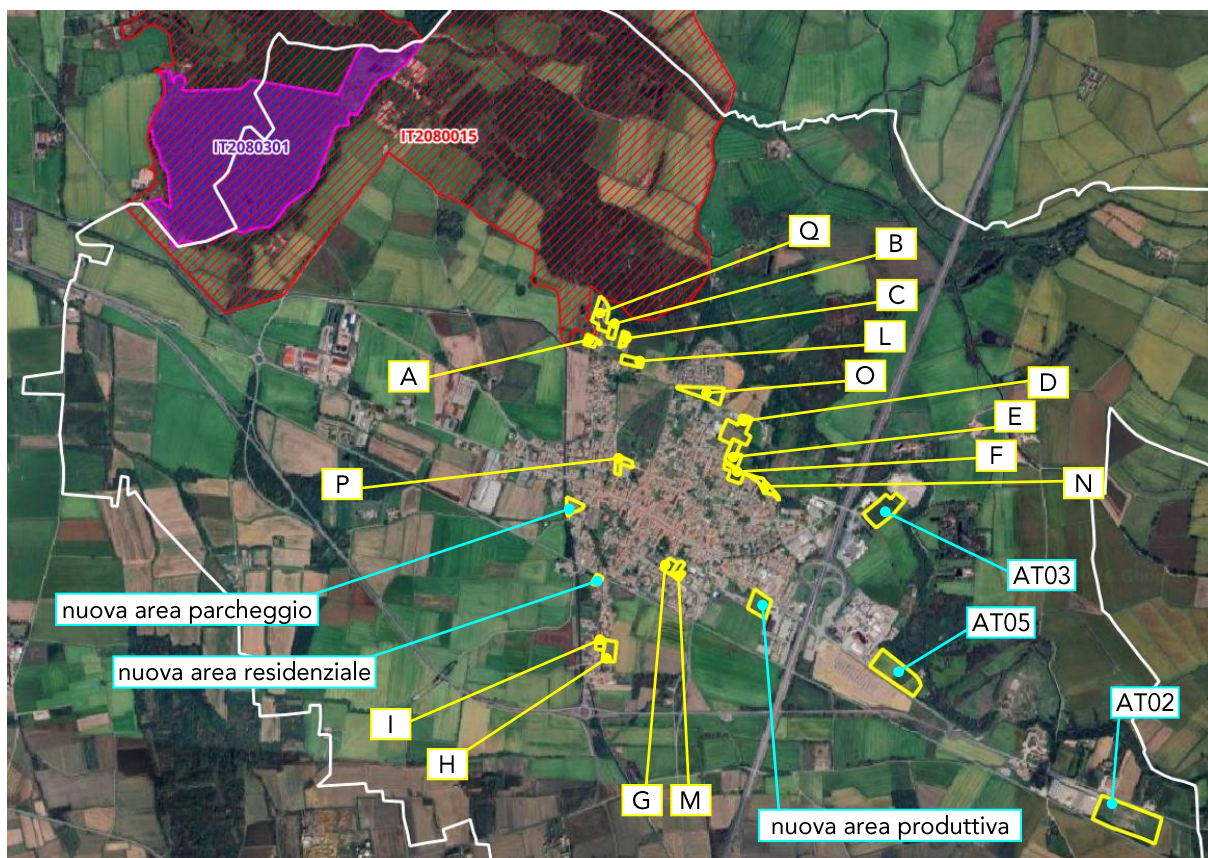 IT2080301
IT2080015
Q
B
C
L
A
O
D
E
F
P
N
AT03
nuova area parcheggio
AT05
nuova area residenziale
AT02
I
H
G
M
nuova area produttiva